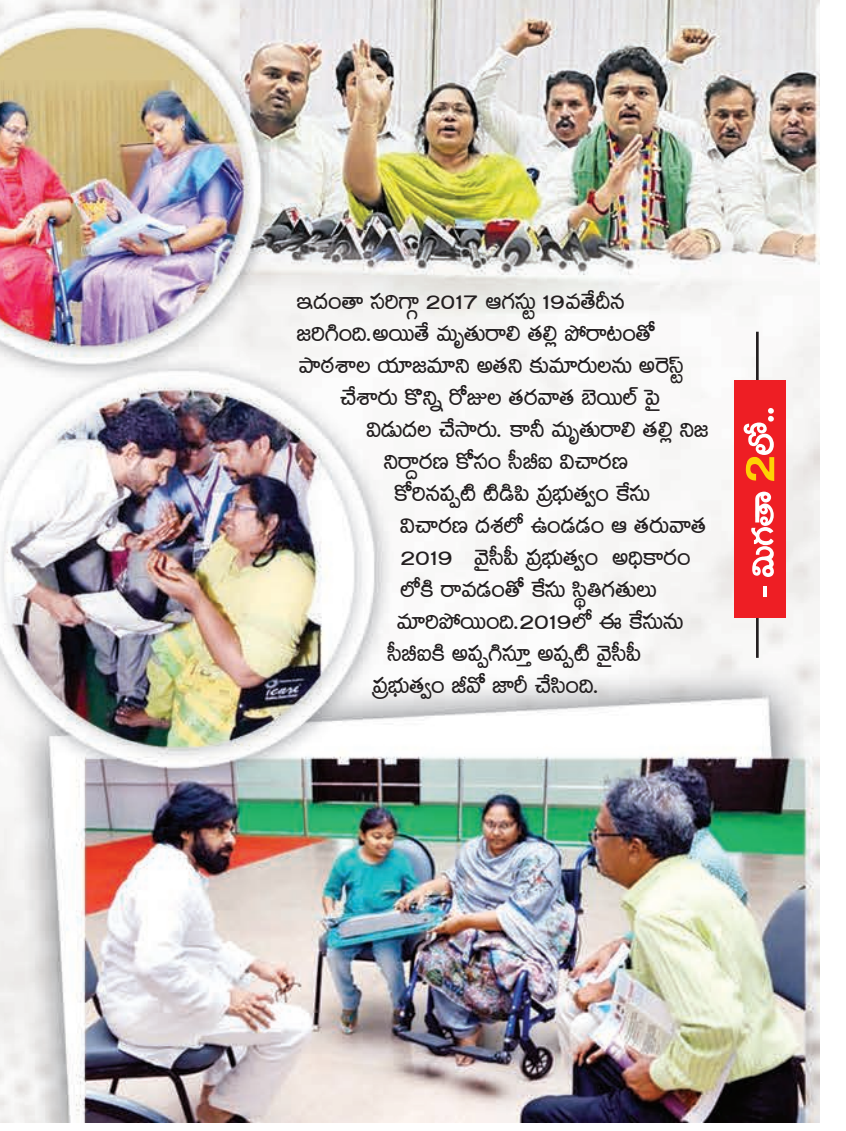 ఇదంతా సరిగ్గా 2017 ఆగస్టు 19వతేదీన
జరిగింది.అయితే మృతురాలి తల్లి పోరాటంతో
పాఠశాల యాజమాని అతని కుమారులను అరెస్ట్
చేశారు కొన్ని రోజుల తరవాత బెయిల్ పై
విడుదల చేసారు. కానీ మృతురాలి తల్లి నిజ
నిర్దారణ కోసం సీబీఐ విచారణ
కోరినప్పటి టిడిపి ప్రభుత్వం కేసు
విచారణ దశలో ఉండడం ఆ తరువాత
2019 వైసీపీ ప్రభుత్వం అధికారం
లోకి రావడంతో కేసు స్థితిగతులు
మారిపోయింది.2019లో ఈ కేసును
సీబీఐకి అప్పగిస్తూ అప్పటి వైసీపీ
ప్రభుత్వం జీవో జారీ చేసింది.
- మిగతా 2లో..
icari